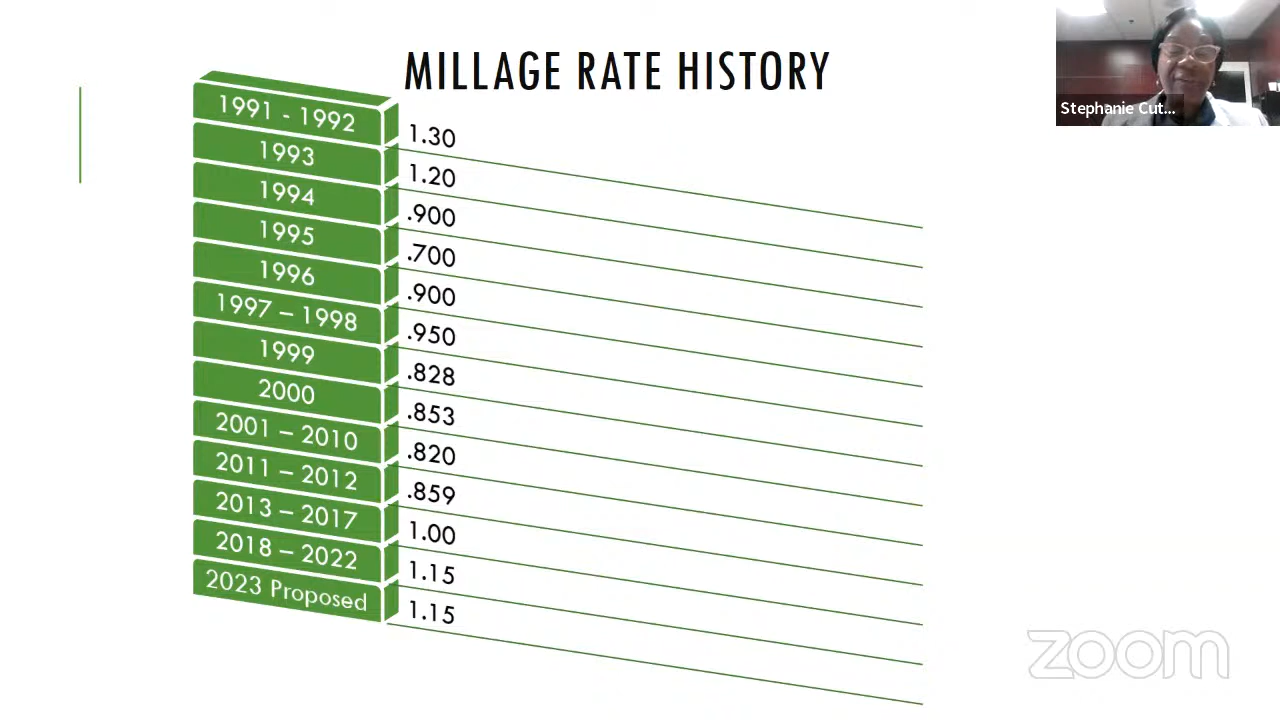 MILLAGE RATE HISTORY
1991 - 1992 1.30
1993 1.20
1994 .900
1995 .700
1996 .900
1997 – 1998 .950
1999 .828
2000 .853
2001 – 2010 .820
2011 – 2012 .859
2013 – 2017 1.00
2018 – 2022 1.15
2023 Proposed 1.15
Stephanie Cut...
zoom